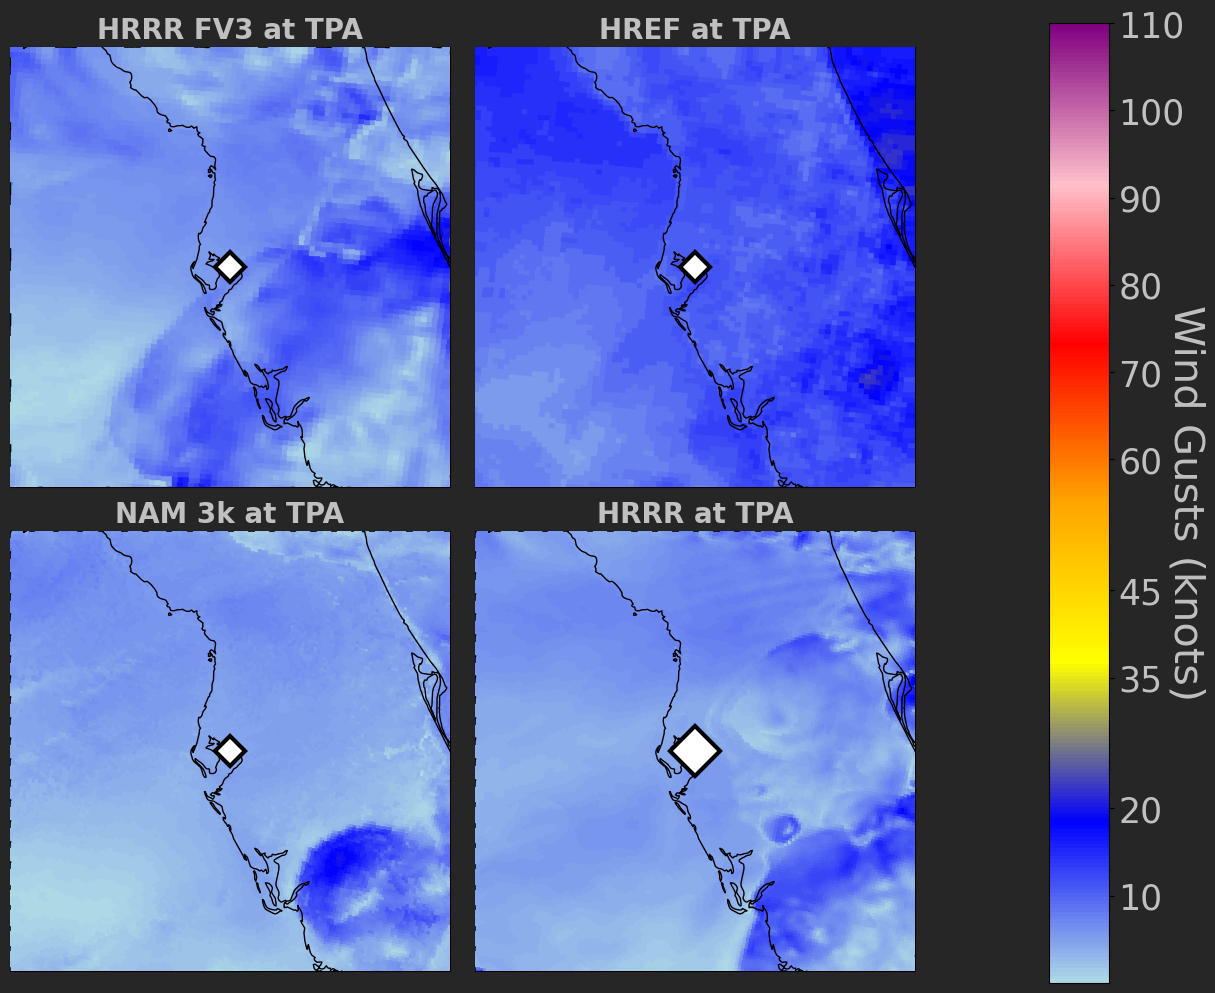 HRRR FV3 at TPA
HREF at TPA
NAM 3k at TPA
HRRR at TPA
110
100
90
80
70
60
45
35
20
10
Wind Gusts (knots)